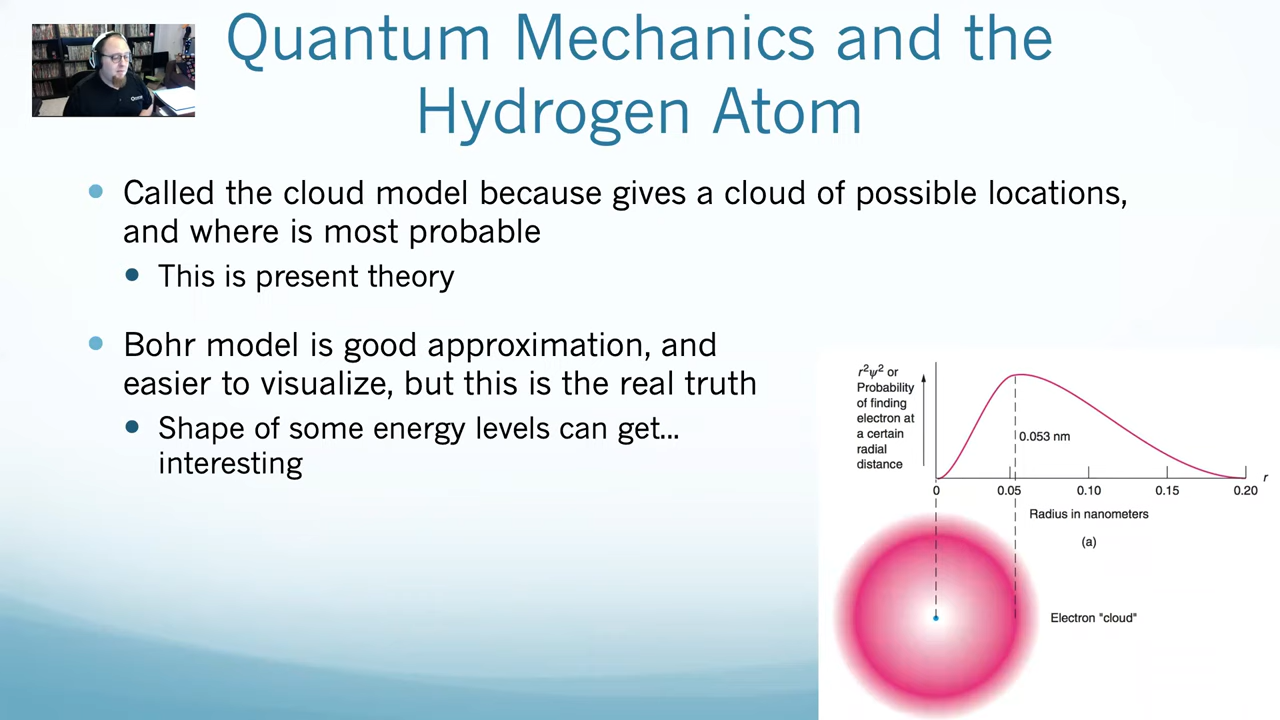 Quantum Mechanics and the
Hydrogen Atom
Called the cloud model because gives a cloud of possible locations,
and where is most probable
This is present theory
Bohr model is good approximation, and
easier to visualize, but this is the real truth
Shape of some energy levels can get...
interesting
r²ψ² or
Probability
of finding
electron at
a certain
radial
distance
0.053 nm
0 0.05 0.10 0.15 0.20 r
Radius in nanometers
(a)
Electron "cloud"